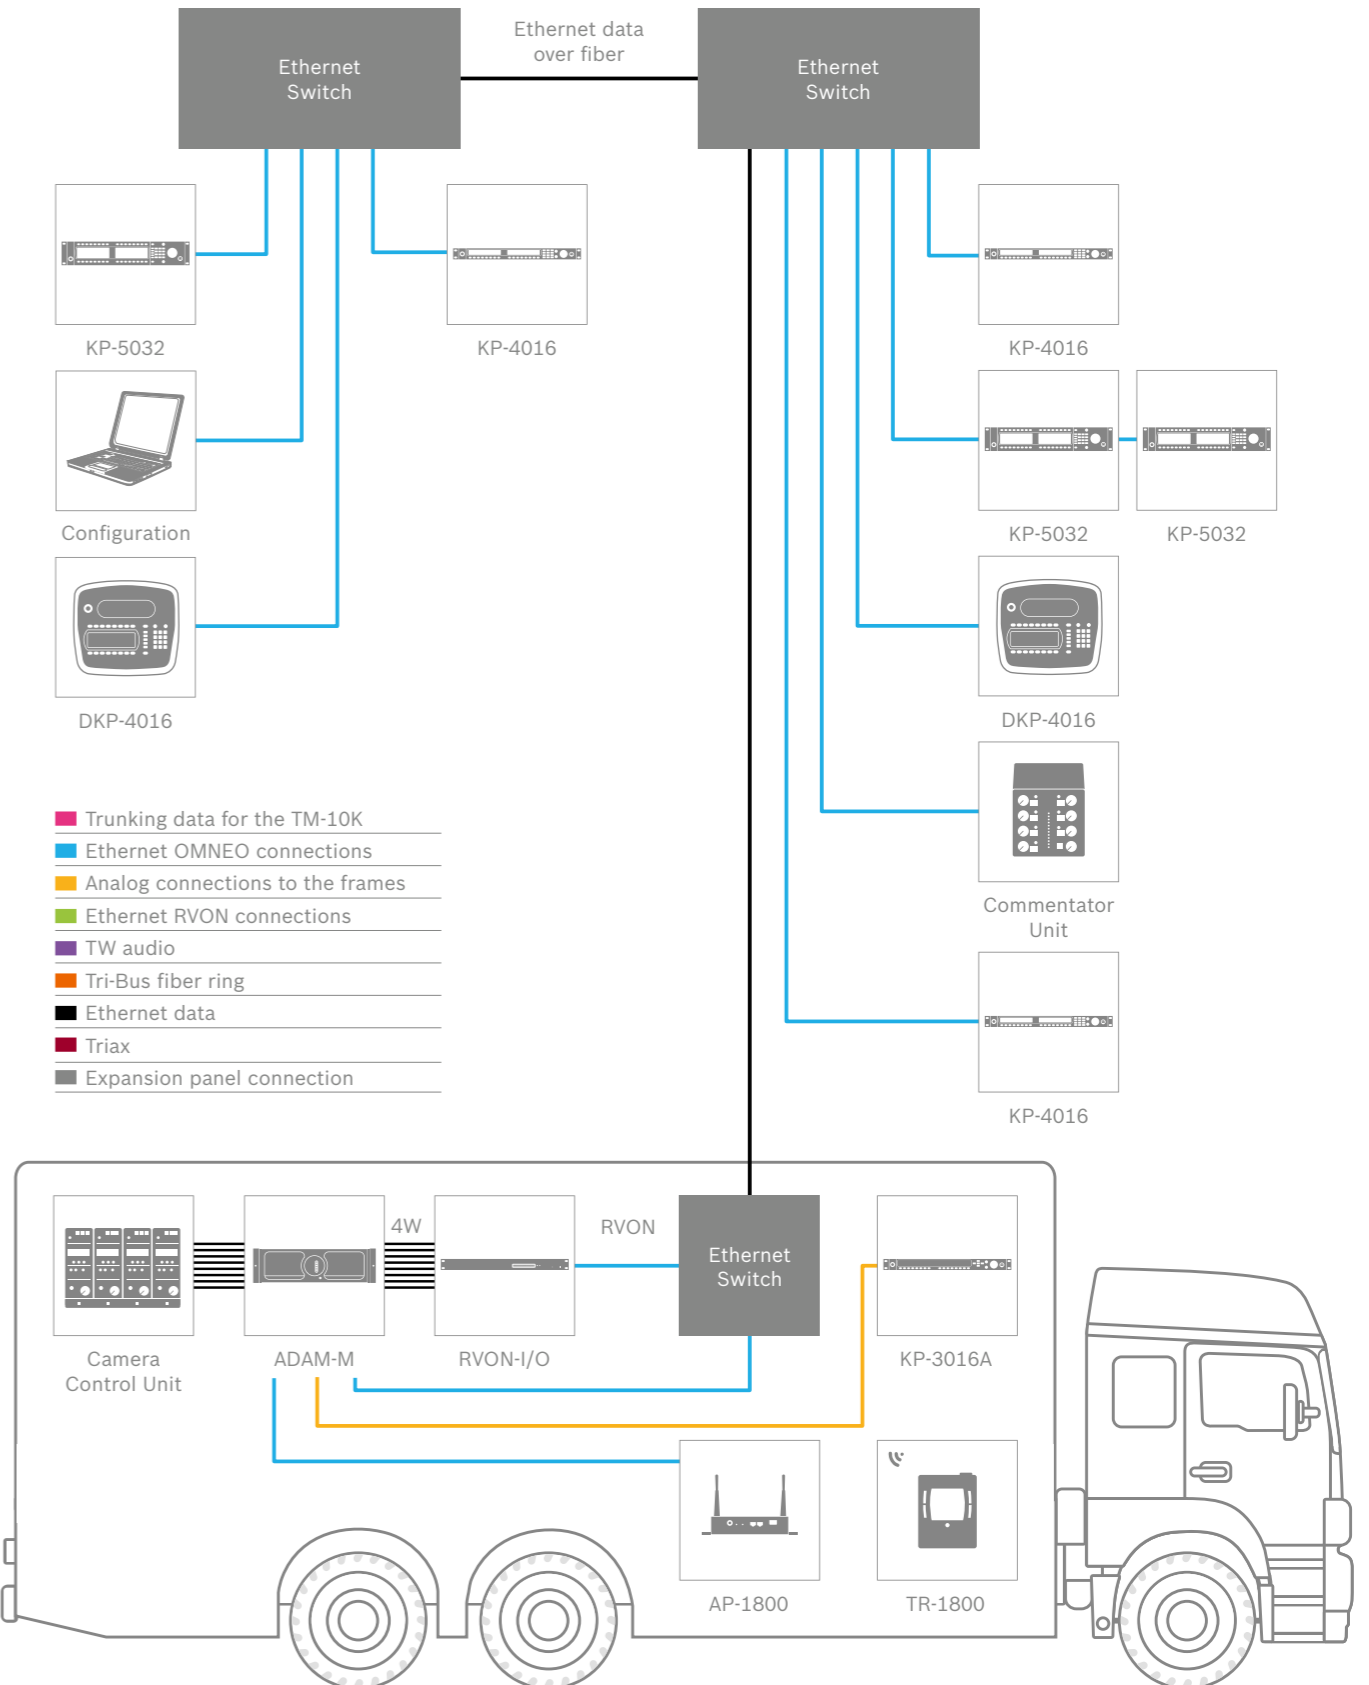 Ethernet data
over fiber
Ethernet
Switch
Ethernet
Switch
KP-5032
KP-4016
KP-4016
Configuration
KP-5032
KP-5032
DKP-4016
DKP-4016
Trunking data for the TM-10K
Ethernet OMNEO connections
Analog connections to the frames
Ethernet RVON connections
TW audio
Tri-Bus fiber ring
Ethernet data
Triax
Expansion panel connection
Commentator
Unit
KP-4016
4W
RVON
Ethernet
Switch
Camera
Control Unit
ADAM-M
RVON-I/O
KP-3016A
AP-1800
TR-1800